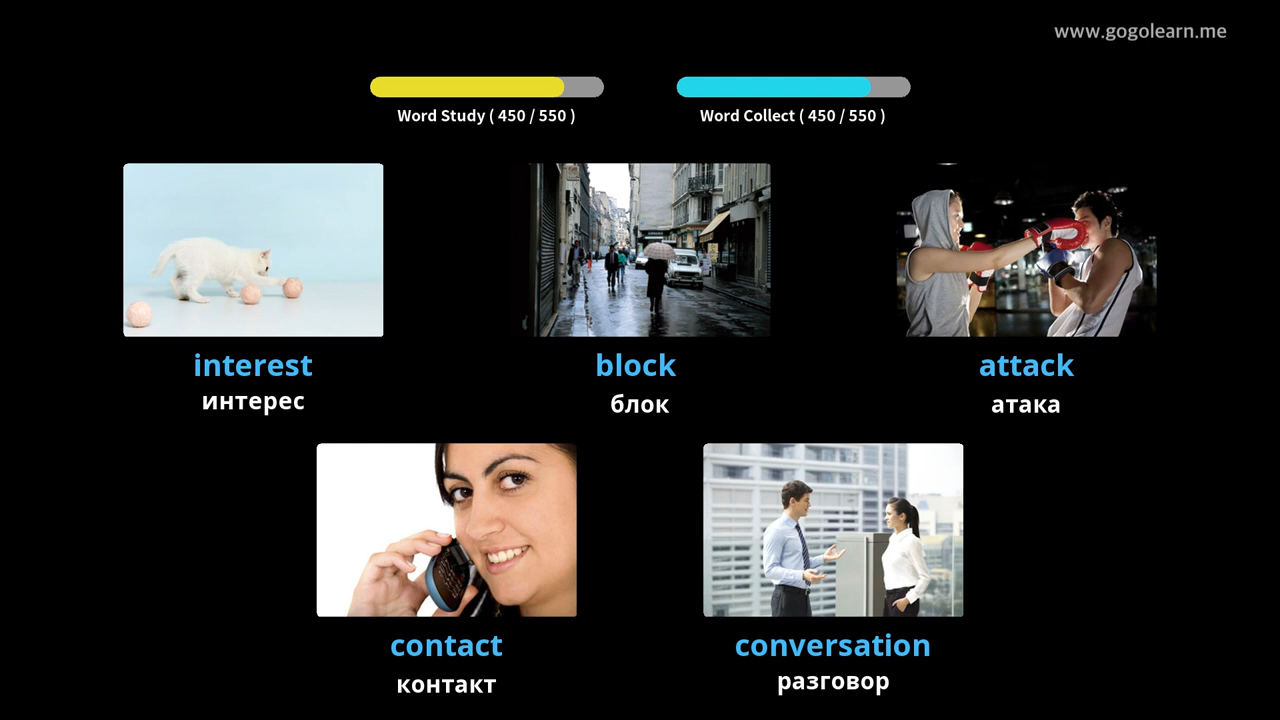 www.gogolearn.me
Word Study ( 450 / 550 )
Word Collect ( 450 / 550 )
interest
интерес
block
блок
attack
атака
contact
контакт
conversation
разговор